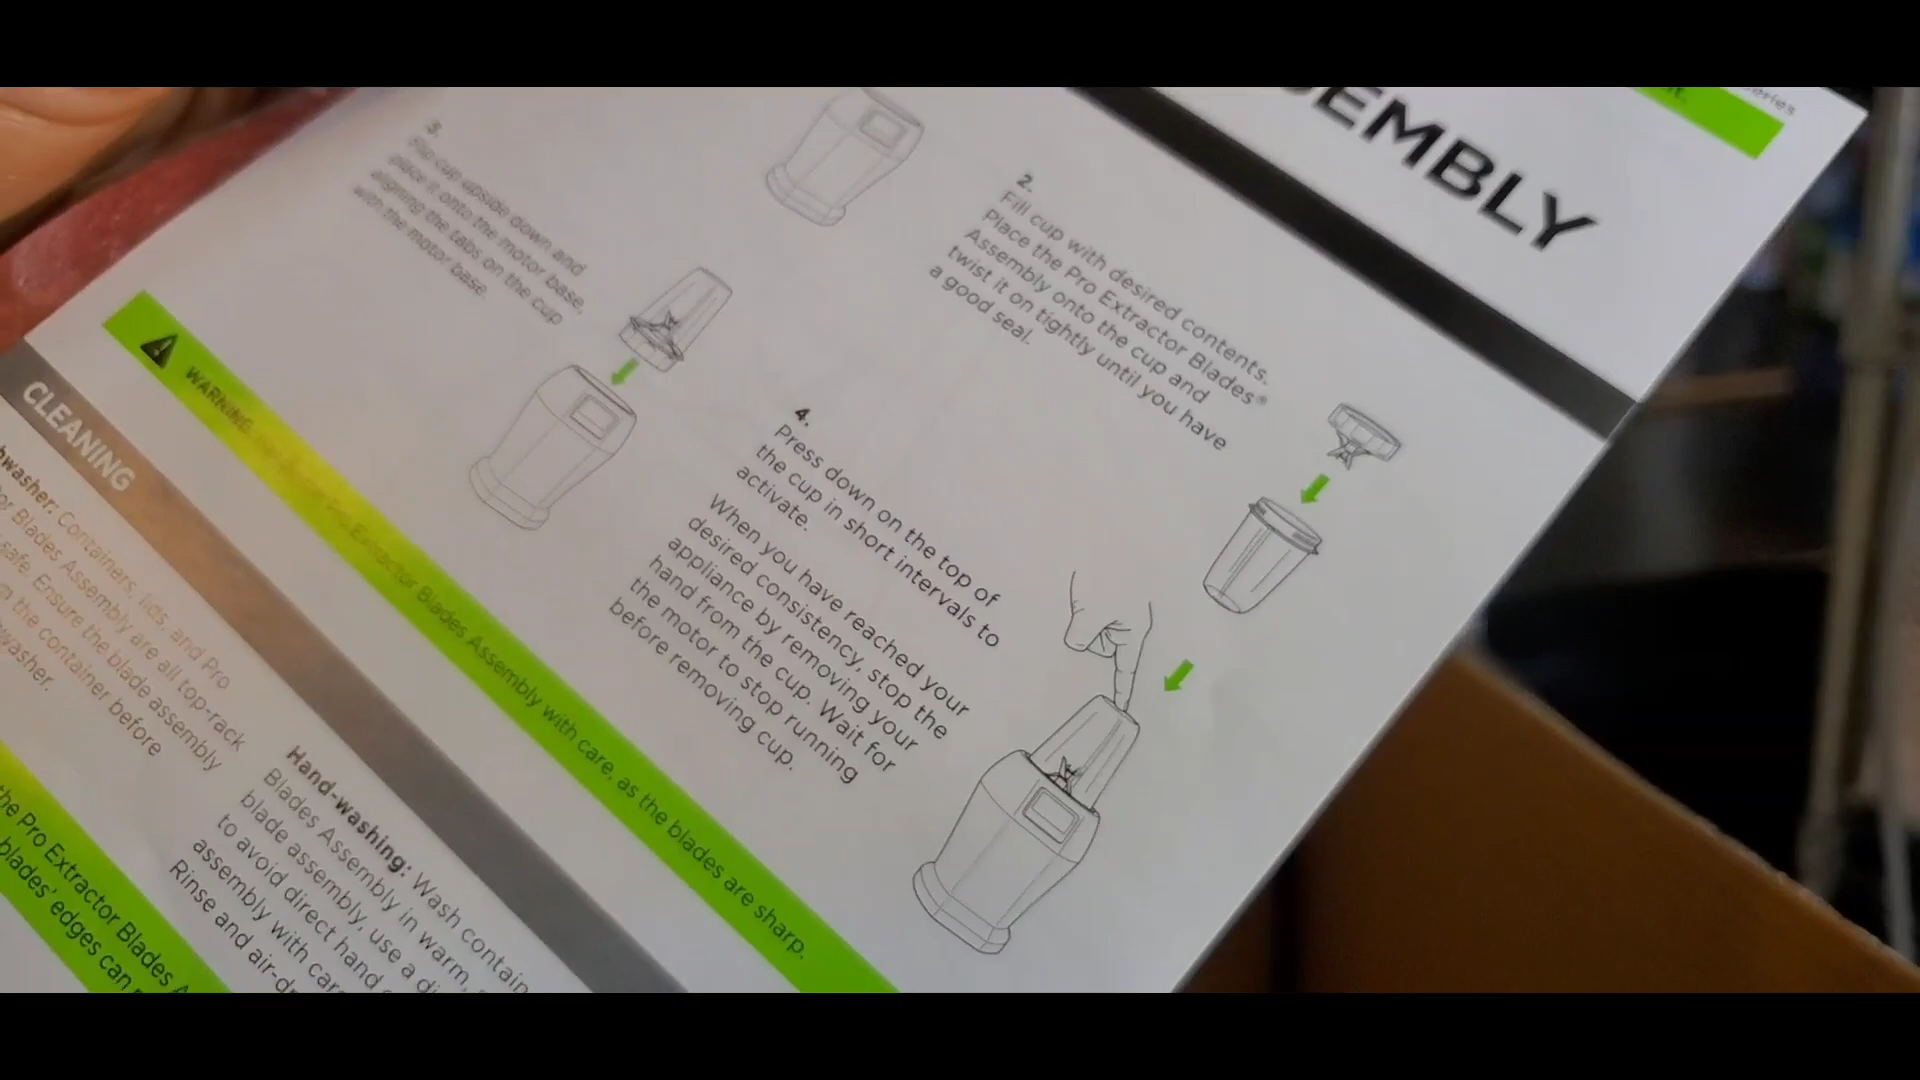 EMBLY
2.
Fill cup with desired contents.
Place the Pro Extractor Blades®
Assembly onto the cup and
twist it on tightly until you have
a good seal.
3.
Flip cup upside down and
place it onto the motor base,
aligning the tabs on the cup
with the motor base.
4.
Press down on the top of
the cup in short intervals to
activate.
When you have reached your
desired consistency, stop the
appliance by removing your
hand from the cup. Wait for
the motor to stop running
before removing cup.
WARNING: Pro Extractor Blades Assembly with care, as the blades are sharp.
CLEANING
hwasher: Containers, lids, and Pro
or Blades Assembly are all top-rack
safe. Ensure the blade assembly
m the container before
washer.
Hand-washing: Wash contain
Blades Assembly in warm,
blade assembly, use a di
to avoid direct hand
assembly with car
Rinse and air-dr
the Pro Extractor Blades A
blades' edges can